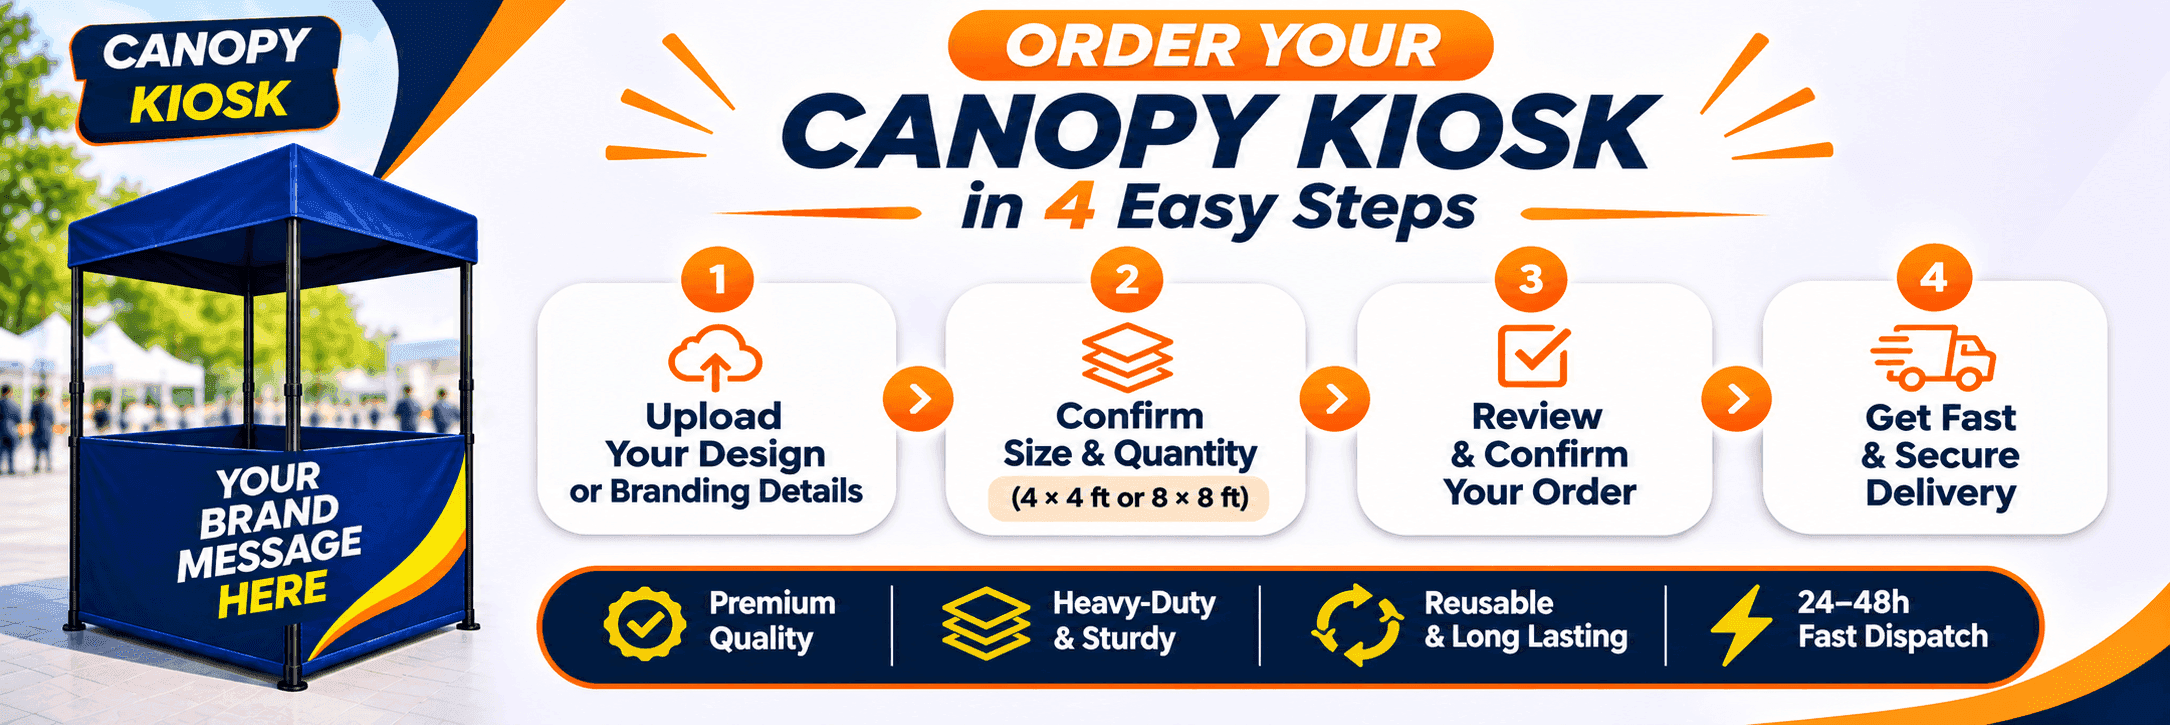 CANOPY
KIOSK
YOUR
BRAND
MESSAGE
HERE
ORDER YOUR
CANOPY KIOSK
in 4 Easy Steps
1
Upload
Your Design
or Branding Details
2
Confirm
Size & Quantity
(4 × 4 ft or 8 × 8 ft)
3
Review
& Confirm
Your Order
4
Get Fast
& Secure
Delivery
Premium
Quality
Heavy-Duty
& Sturdy
Reusable
& Long Lasting
24–48h
Fast Dispatch